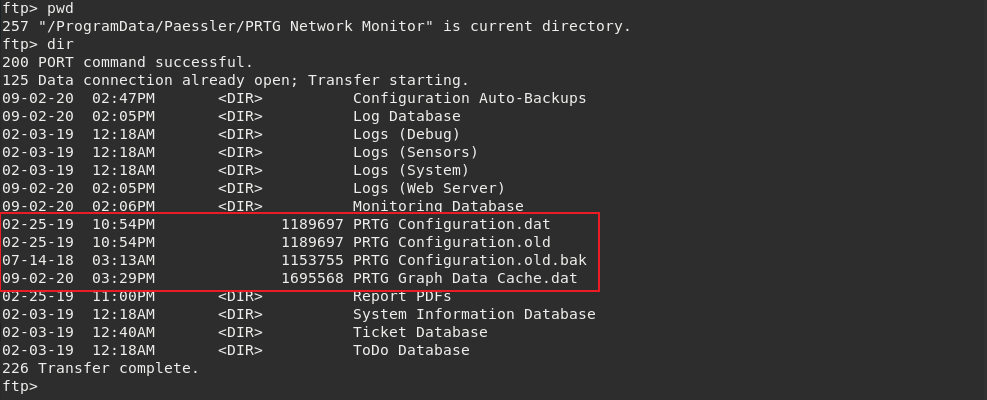 ftp> pwd
257 "/ProgramData/Paessler/PRTG Network Monitor" is current directory.
ftp> dir
200 PORT command successful.
125 Data connection already open; Transfer starting.
09-02-20  02:47PM       <DIR>          Configuration Auto-Backups
09-02-20  02:05PM       <DIR>          Log Database
02-03-19  12:18AM       <DIR>          Logs (Debug)
02-03-19  12:18AM       <DIR>          Logs (Sensors)
02-03-19  12:18AM       <DIR>          Logs (System)
09-02-20  02:05PM       <DIR>          Logs (Web Server)
09-02-20  02:06PM       <DIR>          Monitoring Database
02-25-19  10:54PM              1189697 PRTG Configuration.dat
02-25-19  10:54PM              1189697 PRTG Configuration.old
07-14-18  03:13AM              1153755 PRTG Configuration.old.bak
09-02-20  03:29PM              1695568 PRTG Graph Data Cache.dat
02-25-19  11:00PM       <DIR>          Report PDFs
02-03-19  12:18AM       <DIR>          System Information Database
02-03-19  12:40AM       <DIR>          Ticket Database
02-03-19  12:18AM       <DIR>          ToDo Database
226 Transfer complete.
ftp>